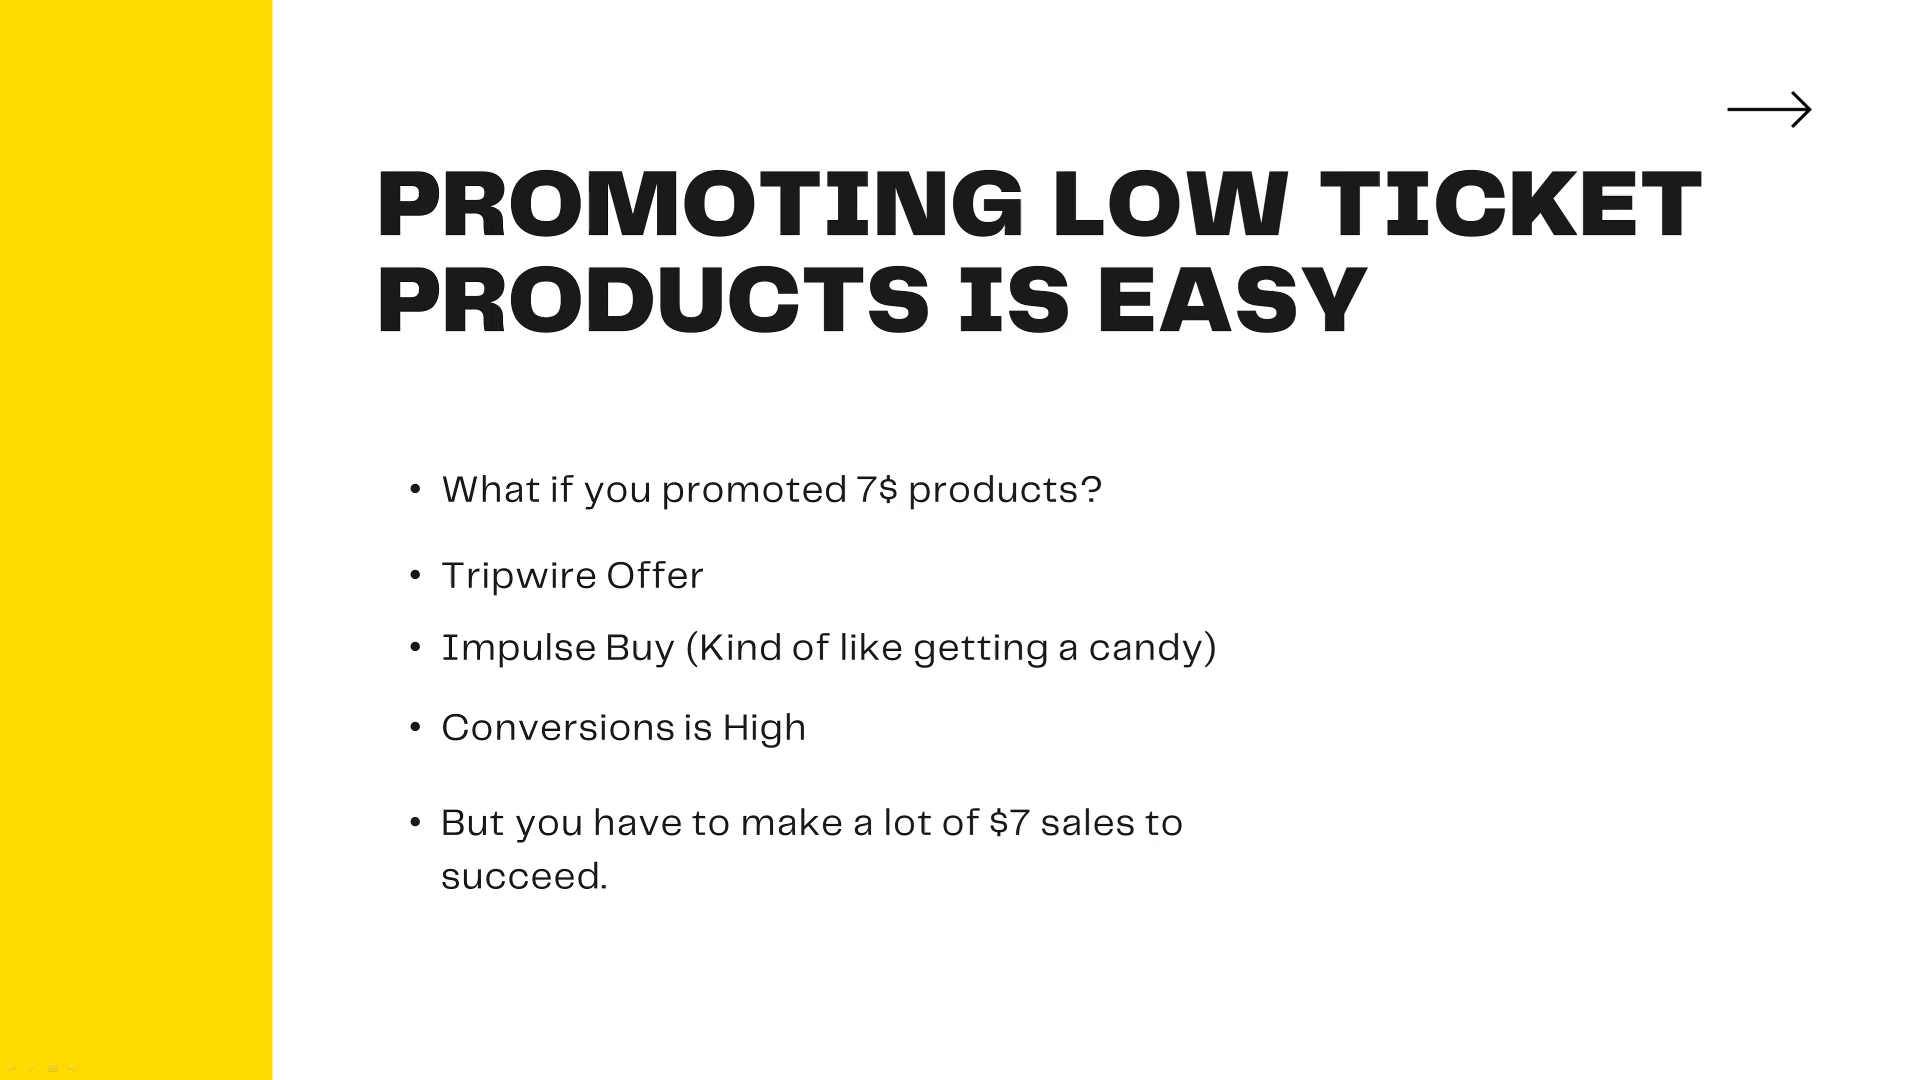 PROMOTING LOW TICKET
PRODUCTS IS EASY
• What if you promoted 7$ products?
• Tripwire Offer
• Impulse Buy (Kind of like getting a candy)
• Conversions is High
• But you have to make a lot of $7 sales to
succeed.